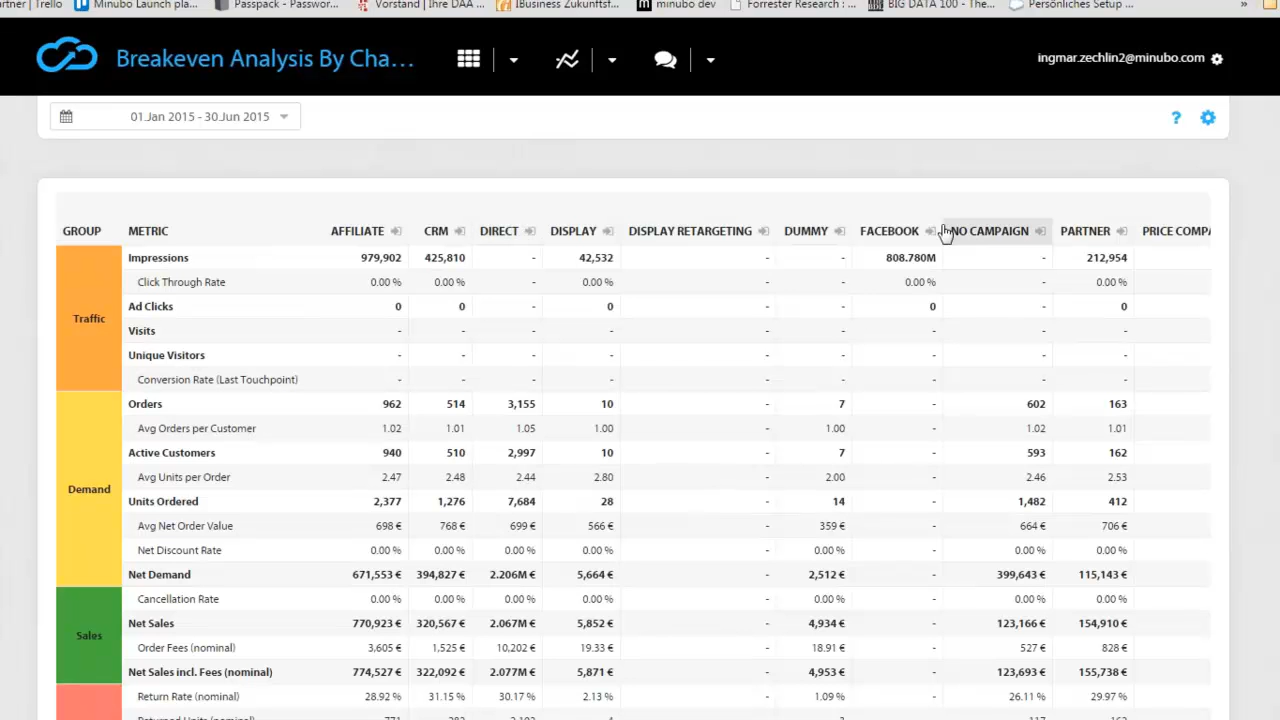 artner | Trello Minubo Launch pla... Passpack - Passwor... Vorstand | Ihre DAA ... iBusiness Zukunftsf... minubo dev Forrester Research : ... BIG DATA 100 - The... Persönliches Setup ... »
Breakeven Analysis By Cha... ingmar.zechlin2@minubo.com
01.Jan 2015 - 30.Jun 2015 ?
GROUP METRIC AFFILIATE CRM DIRECT DISPLAY DISPLAY RETARGETING DUMMY FACEBOOK NO CAMPAIGN PARTNER PRICE COMPA
Impressions 979,902 425,810 - 42,532 - - 808.780M - 212,954
Click Through Rate 0.00 % 0.00 % - 0.00 % - - 0.00 % - 0.00 %
Ad Clicks 0 0 - 0 - - 0 - 0
Traffic
Visits - - - - - - - - -
Unique Visitors - - - - - - - - -
Conversion Rate (Last Touchpoint) - - - - - - - - -
Orders 962 514 3,155 10 - 7 - 602 163
Avg Orders per Customer 1.02 1.01 1.05 1.00 - 1.00 - 1.02 1.01
Active Customers 940 510 2,997 10 - 7 - 593 162
Avg Units per Order 2.47 2.48 2.44 2.80 - 2.00 - 2.46 2.53
Demand
Units Ordered 2,377 1,276 7,684 28 - 14 - 1,482 412
Avg Net Order Value 698 € 768 € 699 € 566 € - 359 € - 664 € 706 €
Net Discount Rate 0.00 % 0.00 % 0.00 % 0.00 % - 0.00 % - 0.00 % 0.00 %
Net Demand 671,553 € 394,827 € 2.206M € 5,664 € - 2,512 € - 399,643 € 115,143 €
Cancellation Rate 0.00 % 0.00 % 0.00 % 0.00 % - 0.00 % - 0.00 % 0.00 %
Net Sales 770,923 € 320,567 € 2.067M € 5,852 € - 4,934 € - 123,166 € 154,910 €
Sales
Order Fees (nominal) 3,605 € 1,525 € 10,202 € 19.33 € - 18.91 € - 527 € 828 €
Net Sales incl. Fees (nominal) 774,527 € 322,092 € 2.077M € 5,871 € - 4,953 € - 123,693 € 155,738 €
Return Rate (nominal) 28.92 % 31.15 % 30.17 % 2.13 % - 1.09 % - 26.11 % 29.97 %